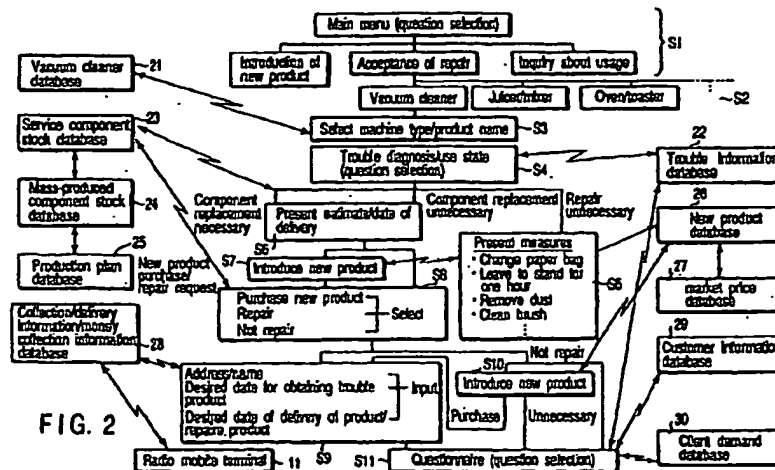 Main menu (question selection)
S1
Introduction of
new product
Acceptance of repair
Inquiry about usage
21
Vacuum cleaner
database
Vacuum cleaner
Juicer/mixer
Oven/toaster
S2
23
Service component
stock database
Select machine type/product name
S3
Trouble diagnosis/use state
(question selection)
S4
22
Trouble information
database
Mass-produced
component stock
database
24
Component
replacement
necessary
Component replacement
unnecessary
Repair
unnecessary
Present estimate/date of
delivery
S6
26
New product
database
25
Production plan
database
New product
purchase/
repair request
S7
Introduce new product
S8
Present measures
• Change paper bag
• Leave to stand for
one hour
• Remove dust
• Clean brush
S5
27
market price
database
Purchase new product
Repair
Not repair
Select
Collection/delivery
information/money
collection information
database
28
29
Customer information
database
Not repair
S10
Introduce new product
Address/name
Desired date for obtaining trouble
product
Desired date of delivery of product/
repaire, product
Input
Purchase
Unnecessary
FIG. 2
30
Client demand
database
Radio mobile terminal
11
S9
S11
Questionnaire (question selection)